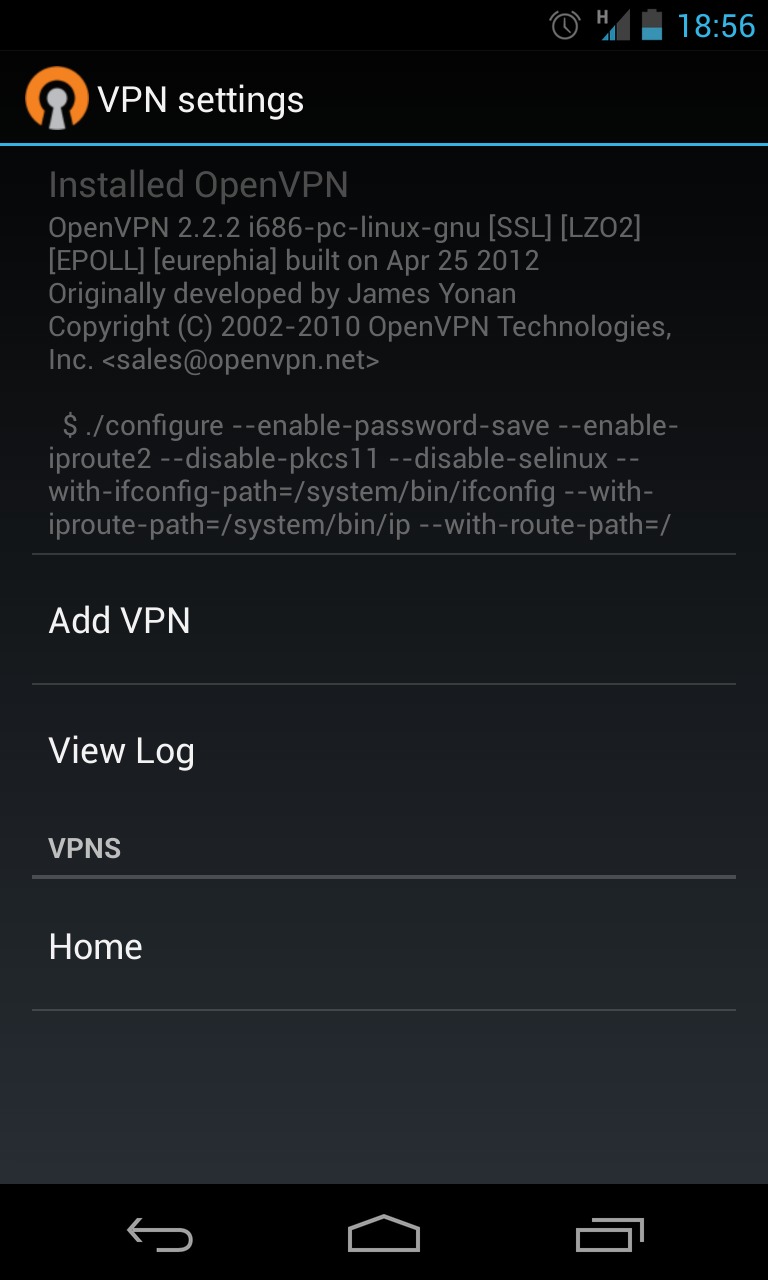 H 18:56
VPN settings
Installed OpenVPN
OpenVPN 2.2.2 i686-pc-linux-gnu [SSL] [LZO2]
[EPOLL] [eurephia] built on Apr 25 2012
Originally developed by James Yonan
Copyright (C) 2002-2010 OpenVPN Technologies,
Inc. <sales@openvpn.net>
$ ./configure --enable-password-save --enable-
iproute2 --disable-pkcs11 --disable-selinux --
with-ifconfig-path=/system/bin/ifconfig --with-
iproute-path=/system/bin/ip --with-route-path=/
Add VPN
View Log
VPNS
Home